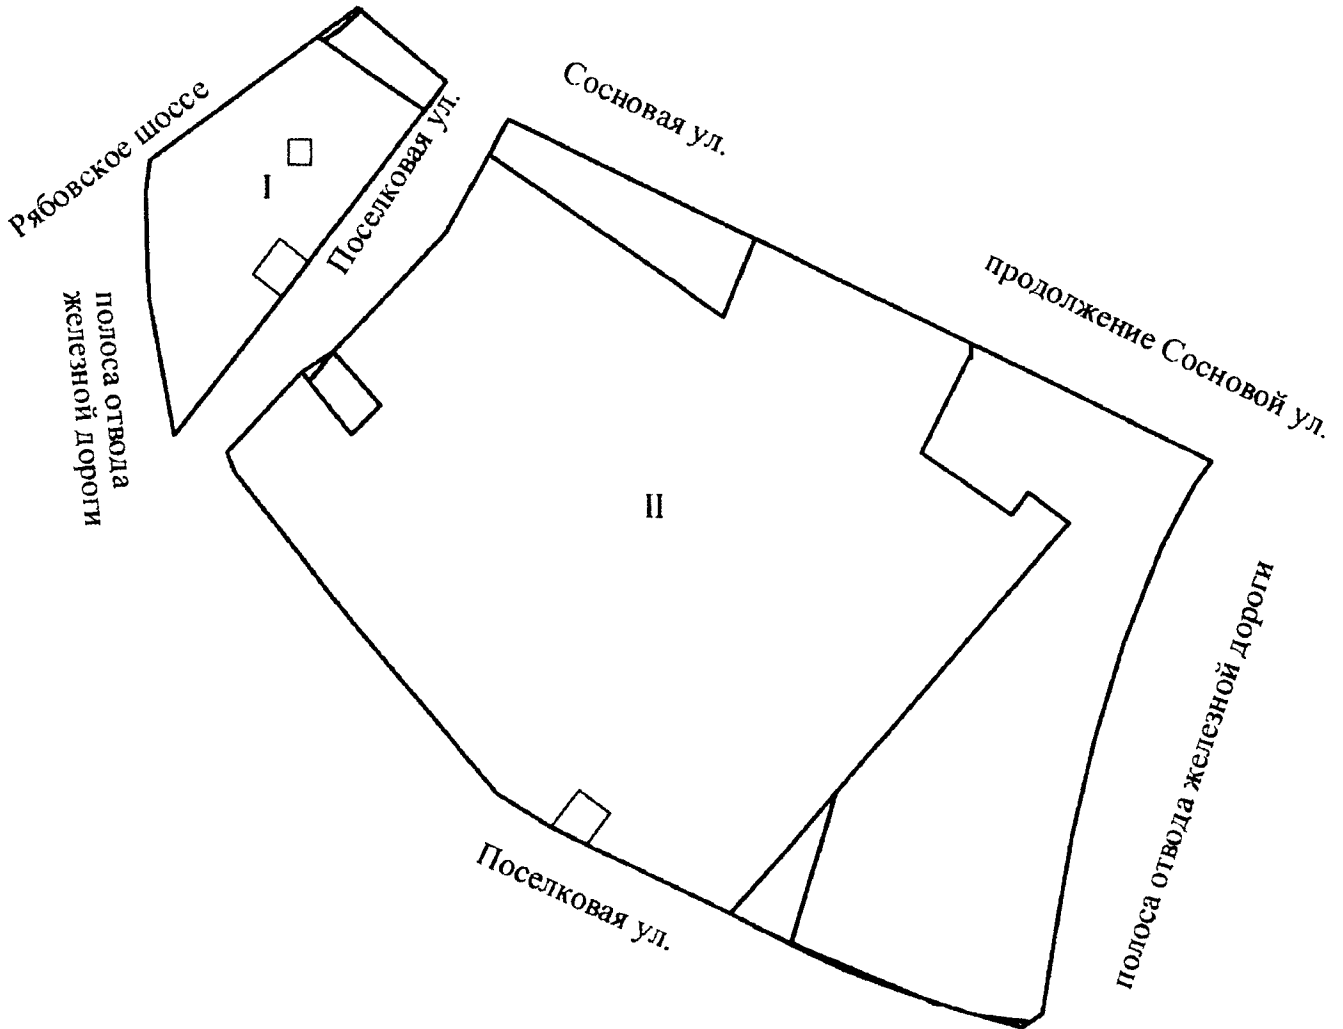 Рябовское шоссе
I
Поселковая ул.
полоса отвода
железной дороги
Сосновая ул.
продолжение Сосновой ул.
II
полоса отвода железной дороги
Поселковая ул.